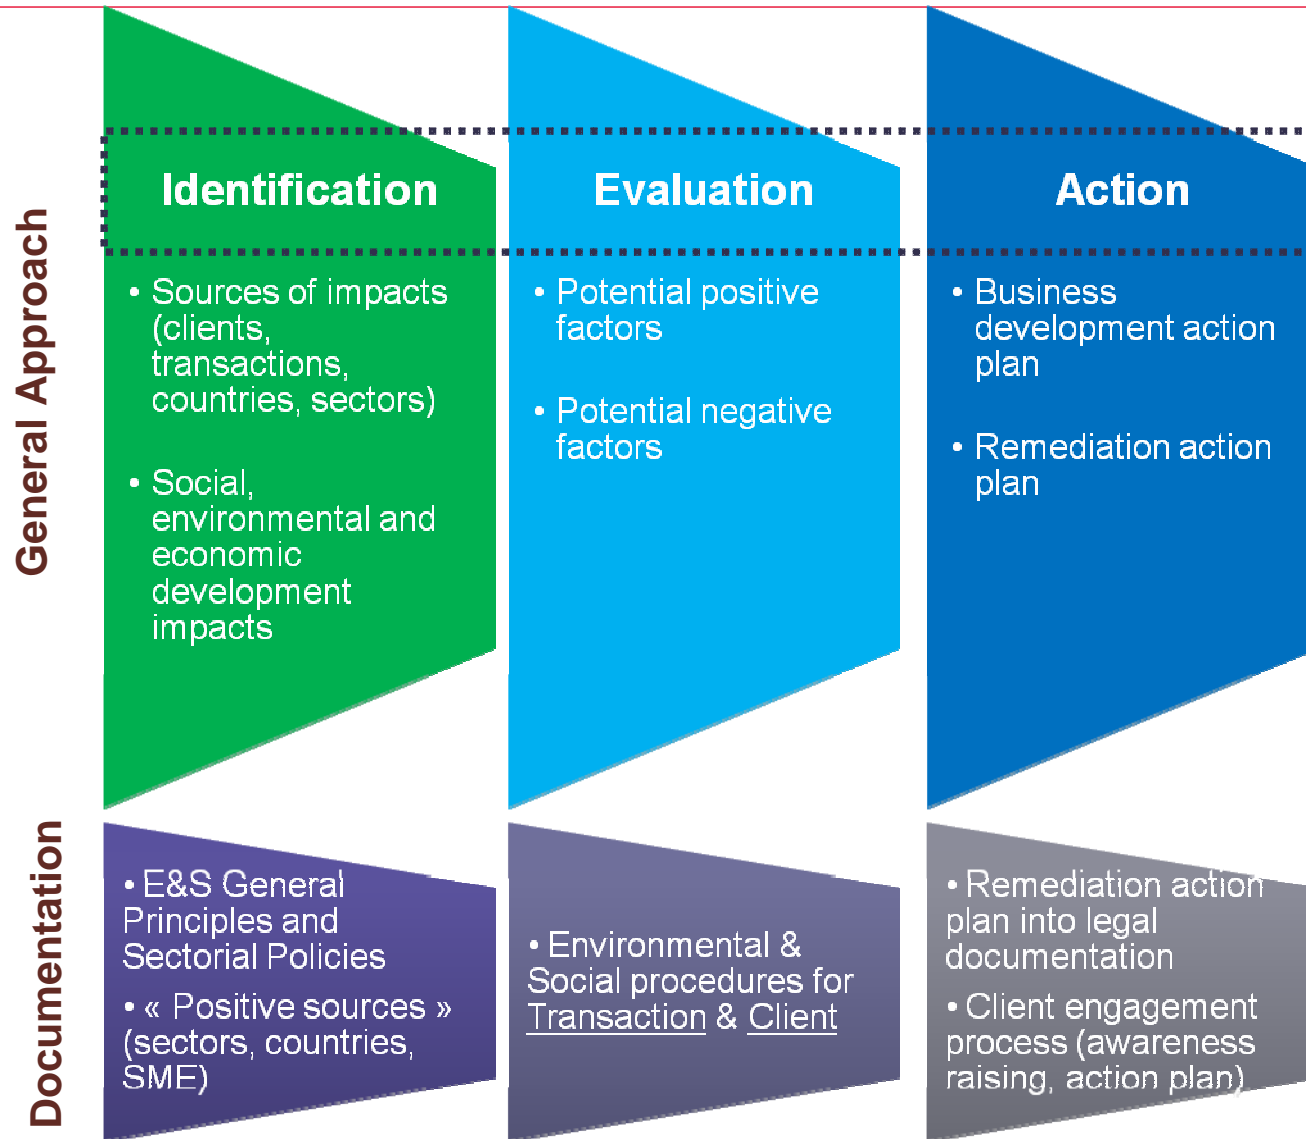 General Approach
Identification
• Sources of impacts
(clients,
transactions,
countries, sectors)
• Social,
environmental and
economic
development
impacts
Evaluation
• Potential positive
factors
• Potential negative
factors
Action
• Business
development action
plan
• Remediation action
plan
Documentation
• E&S General
Principles and
Sectorial Policies
• « Positive sources »
(sectors, countries,
SME)
• Environmental &
Social procedures for
Transaction & Client
• Remediation action
plan into legal
documentation
• Client engagement
process (awareness
raising, action plan)